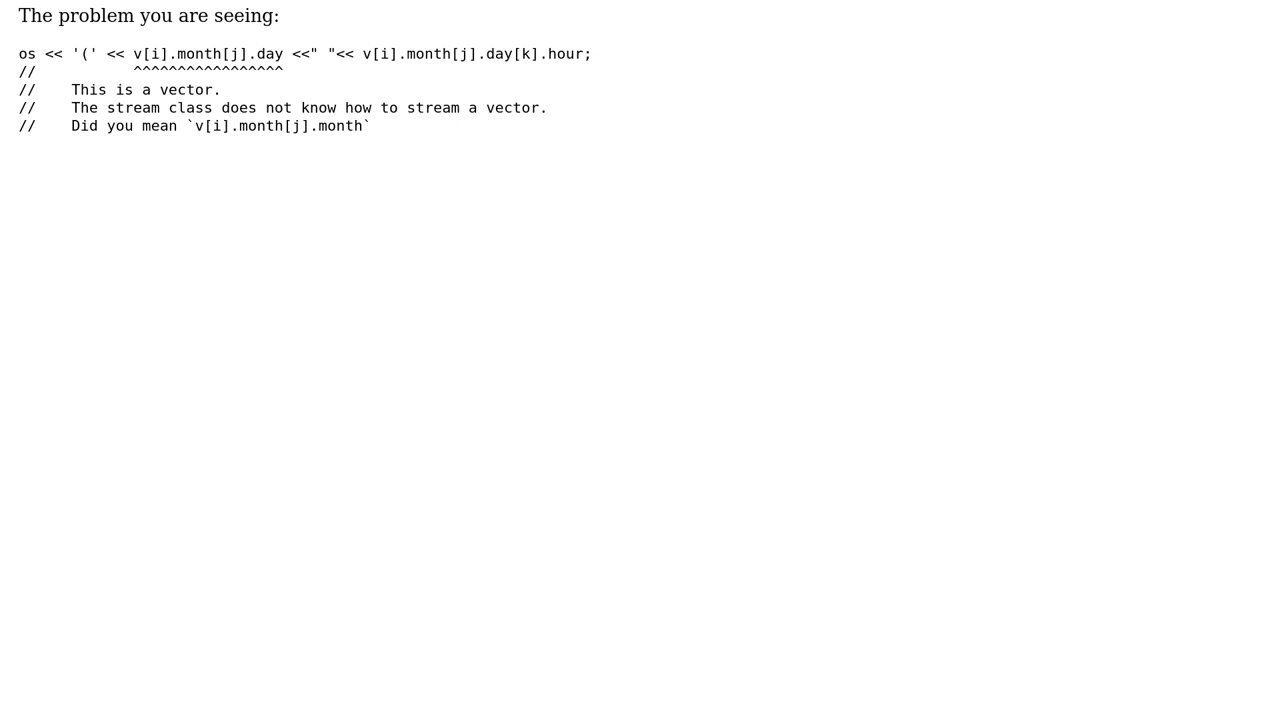 The problem you are seeing:
os << '(' << v[i].month[j].day <<" "<< v[i].month[j].day[k].hour;
//           ^^^^^^^^^^^^^^^^^
//    This is a vector.
//    The stream class does not know how to stream a vector.
//    Did you mean `v[i].month[j].month`